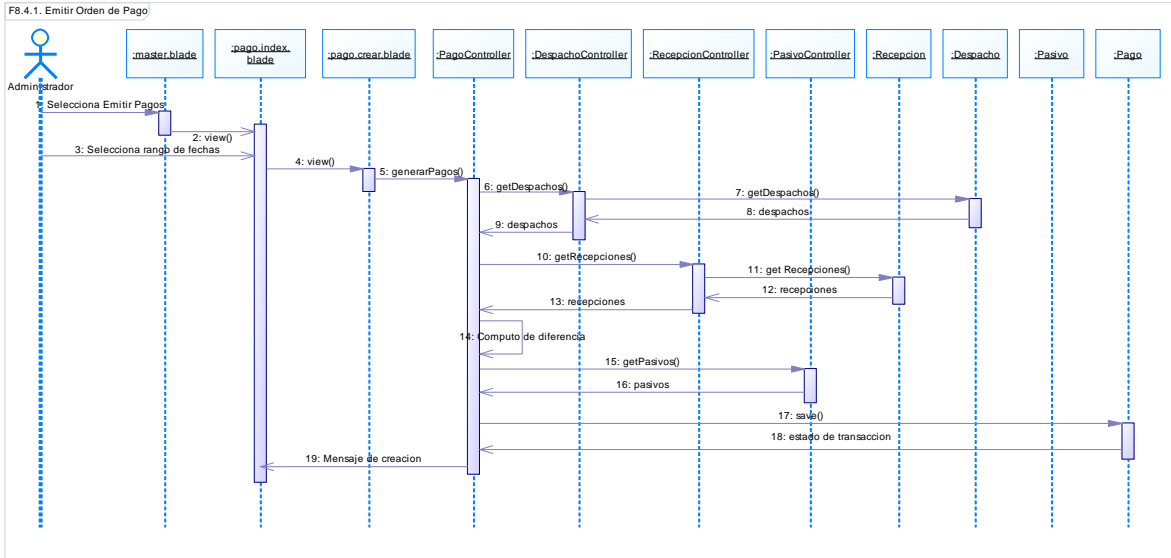 F8.4.1. Emitir Orden de Pago
Administrador
:master.blade
:pago.index.
blade
:pago.crear.blade
:PagoController
:DespachoController
:RecepcionController
:PasivoController
:Recepcion
:Despacho
:Pasivo
:Pago
1: Selecciona Emitir Pagos
2: view()
3: Selecciona rango de fechas
4: view()
5: generarPagos()
6: getDespachos()
7: getDespachos()
8: despachos
9: despachos
10: getRecepciones()
11: get Recepciones()
12: recepciones
13: recepciones
14: Computo de diferencia
15: getPasivos()
16: pasivos
17: save()
18: estado de transaccion
19: Mensaje de creacion